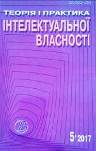 ТЕОРІЯ І ПРАКТИКА
ІНТЕЛЕКТУАЛЬНОЇ
ВЛАСНОСТІ
5/2017